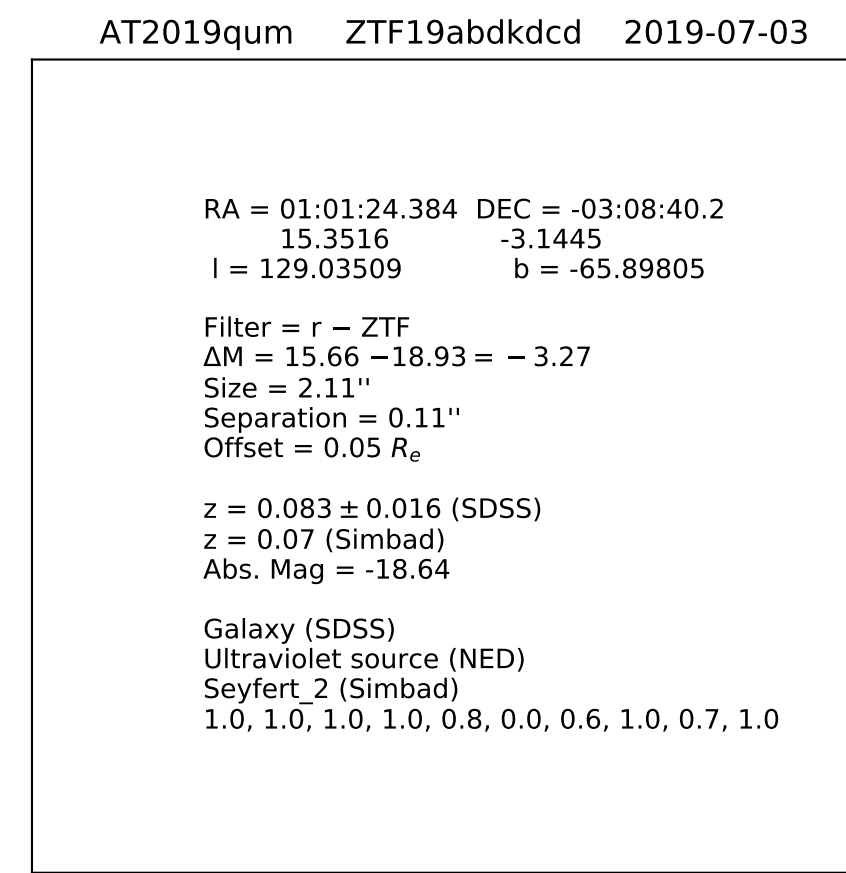 AT2019qum ZTF19abdkdcd 2019-07-03
RA = 01:01:24.384 DEC = -03:08:40.2
15.3516 -3.1445
l = 129.03509 b = -65.89805
Filter = r − ZTF
ΔM = 15.66 −18.93 = − 3.27
Size = 2.11''
Separation = 0.11''
Offset = 0.05 Rₑ
z = 0.083 ± 0.016 (SDSS)
z = 0.07 (Simbad)
Abs. Mag = -18.64
Galaxy (SDSS)
Ultraviolet source (NED)
Seyfert_2 (Simbad)
1.0, 1.0, 1.0, 1.0, 0.8, 0.0, 0.6, 1.0, 0.7, 1.0